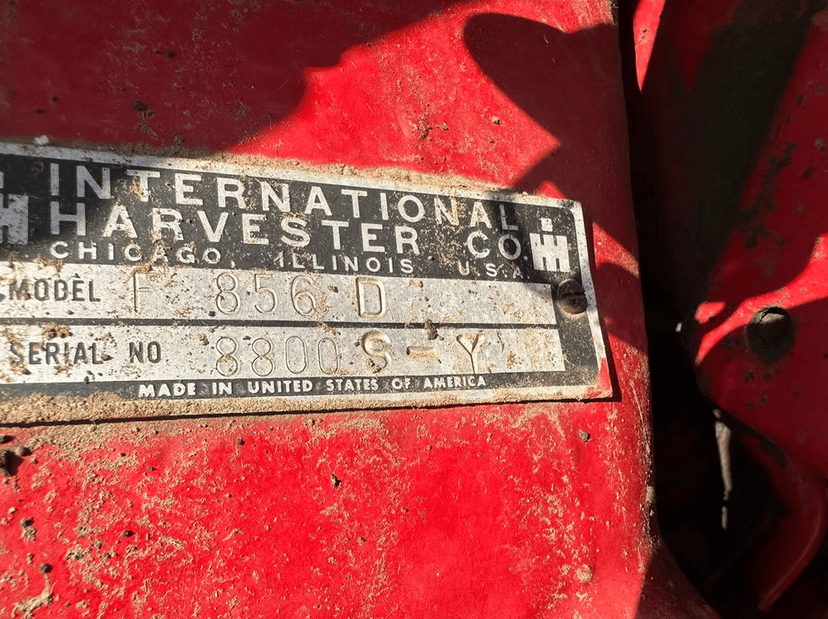 INTERNATIONAL
HARVESTER CO.
CHICAGO, ILLINOIS U.S.A.
MODEL F 856 D
SERIAL NO 8800 S-Y
MADE IN UNITED STATES OF AMERICA